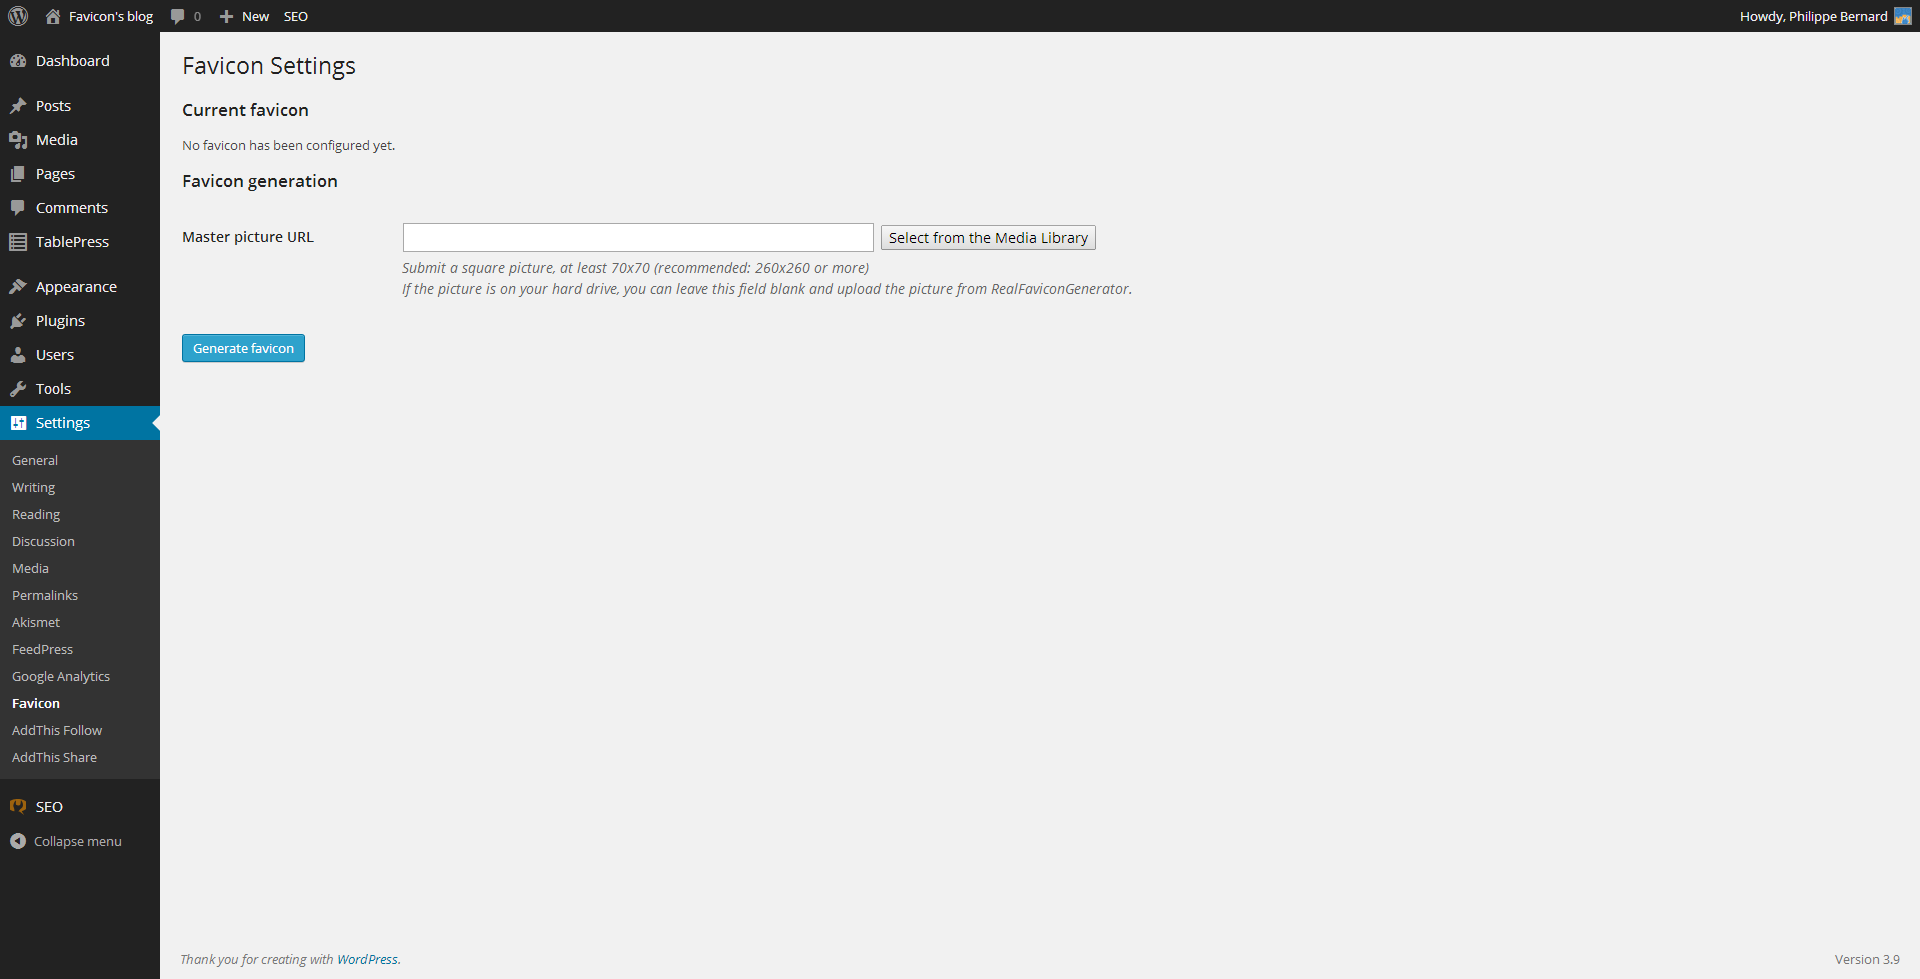 Favicon's blog 0 New SEO Howdy, Philippe Bernard
Dashboard
Posts
Media
Pages
Comments
TablePress
Appearance
Plugins
Users
Tools
Settings
General
Writing
Reading
Discussion
Media
Permalinks
Akismet
FeedPress
Google Analytics
Favicon
AddThis Follow
AddThis Share
SEO
Collapse menu
Favicon Settings
Current favicon
No favicon has been configured yet.
Favicon generation
Master picture URL Select from the Media Library
Submit a square picture, at least 70x70 (recommended: 260x260 or more)
If the picture is on your hard drive, you can leave this field blank and upload the picture from RealFaviconGenerator.
Generate favicon
Thank you for creating with WordPress. Version 3.9